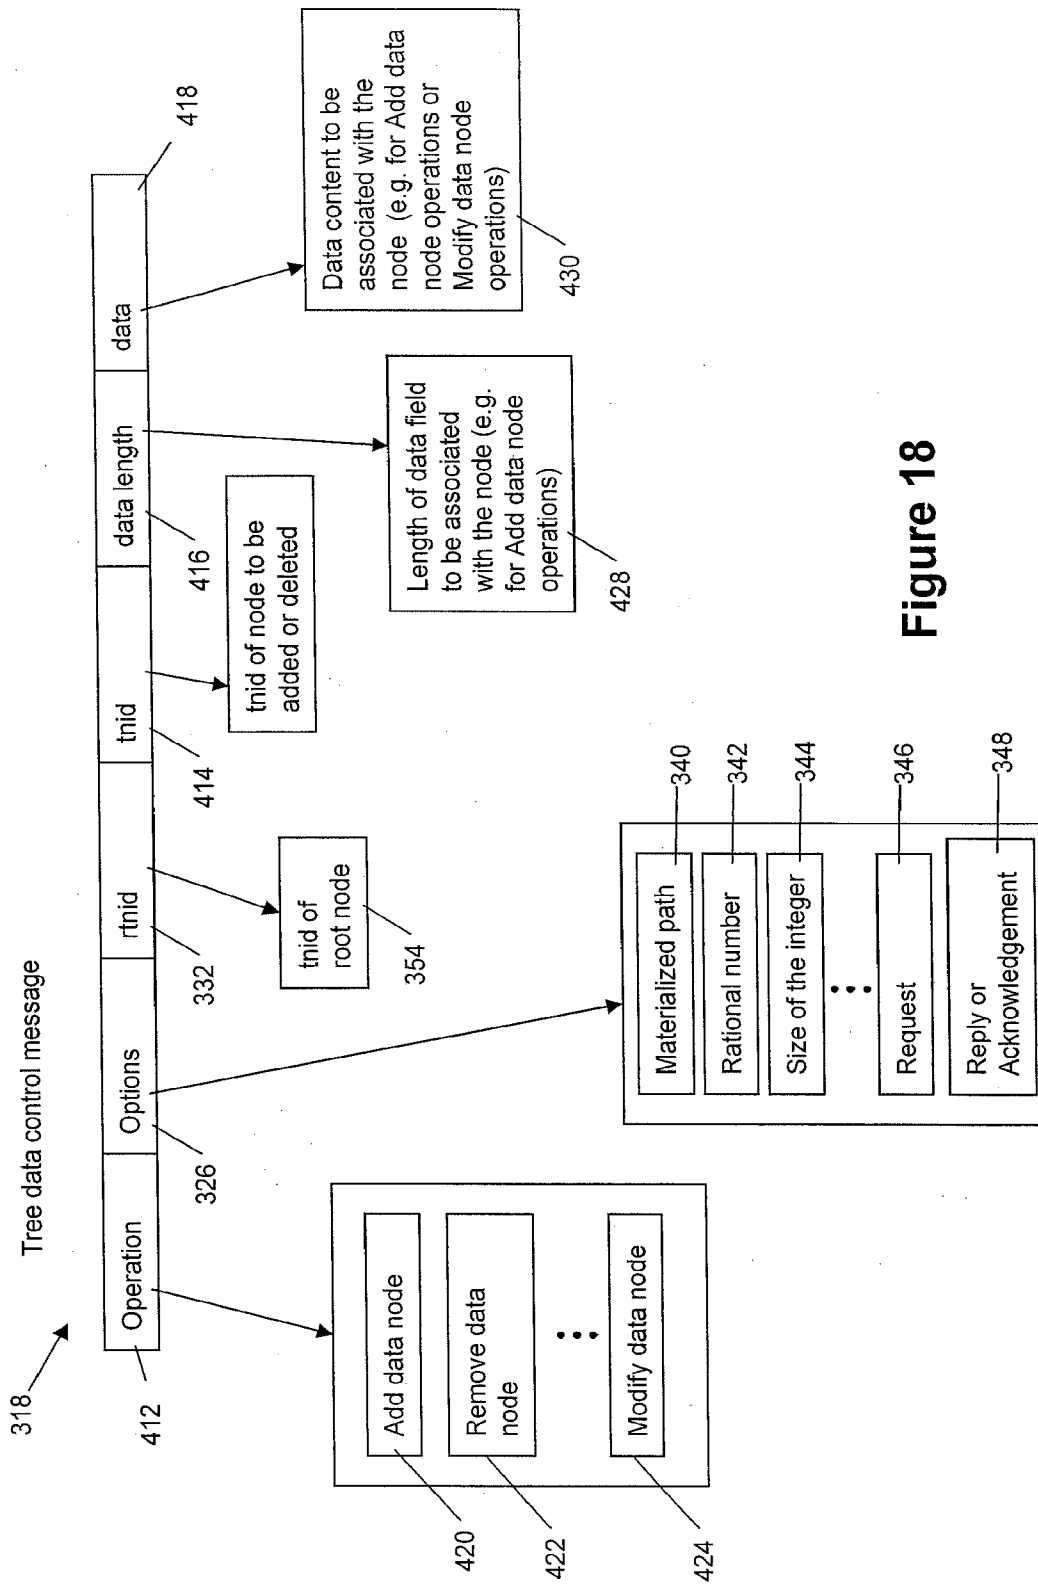 318
Tree data control message
Operation
Options
rtnid
tnid
data length
data
412
326
332
414
416
418
Add data node
Remove data
node
Modify data node
420
422
424
tnid of
root node
354
tnid of node to be
added or deleted
Length of data field
to be associated
with the node (e.g.
for Add data node
operations)
428
Data content to be
associated with the
node (e.g. for Add data
node operations or
Modify data node
operations)
430
Materialized path
340
Rational number
342
Size of the integer
344
Request
346
Reply or
Acknowledgement
348
Figure 18